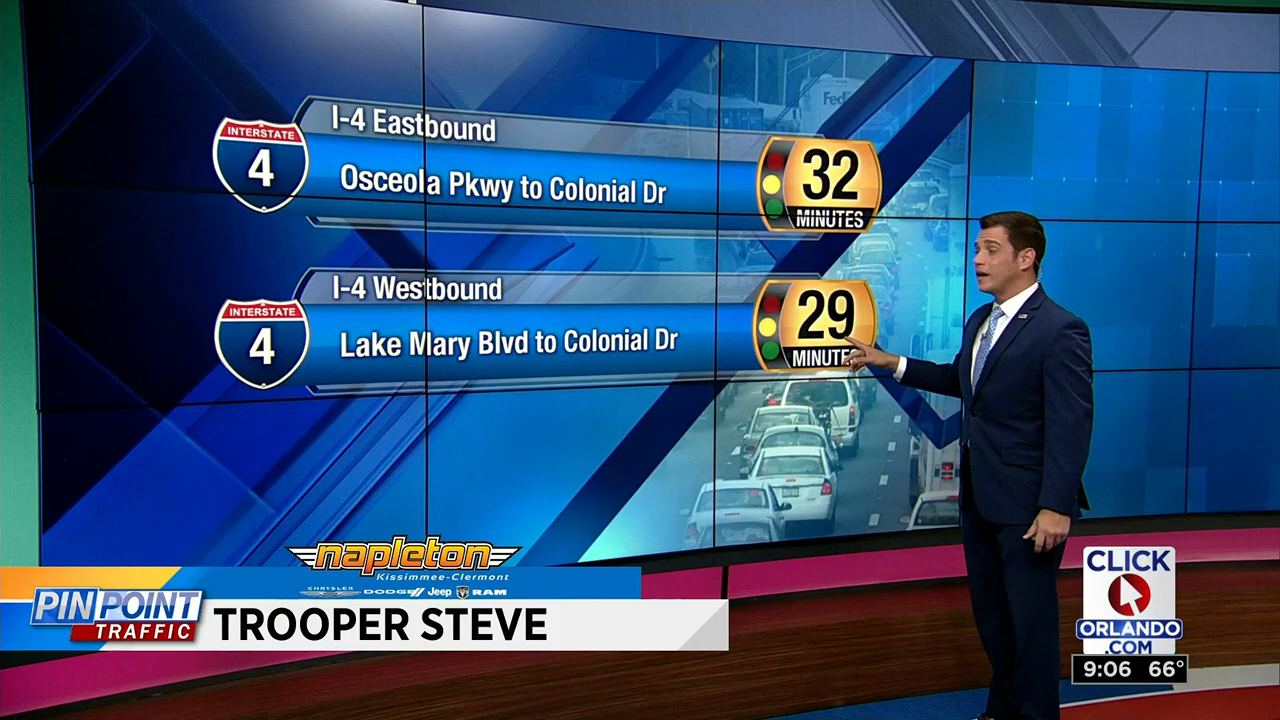 INTERSTATE
4
I-4 Eastbound
Osceola Pkwy to Colonial Dr
32
MINUTES
INTERSTATE
4
I-4 Westbound
Lake Mary Blvd to Colonial Dr
29
MINUTES
napleton
Kissimmee-Clermont
CHRYSLER DODGE Jeep RAM
PINPOINT
TRAFFIC
TROOPER STEVE
CLICK
ORLANDO
.COM
9:06 66°